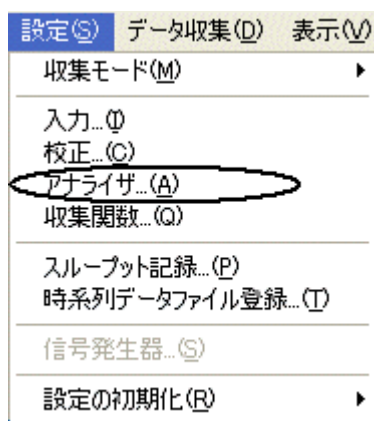 設定(S) データ収集(D) 表示(V)
収集モード(M)
入力...(I)
校正...(C)
アナライザ...(A)
収集関数...(Q)
スループット記録...(P)
時系列データファイル登録...(T)
信号発生器...(S)
設定の初期化(R)